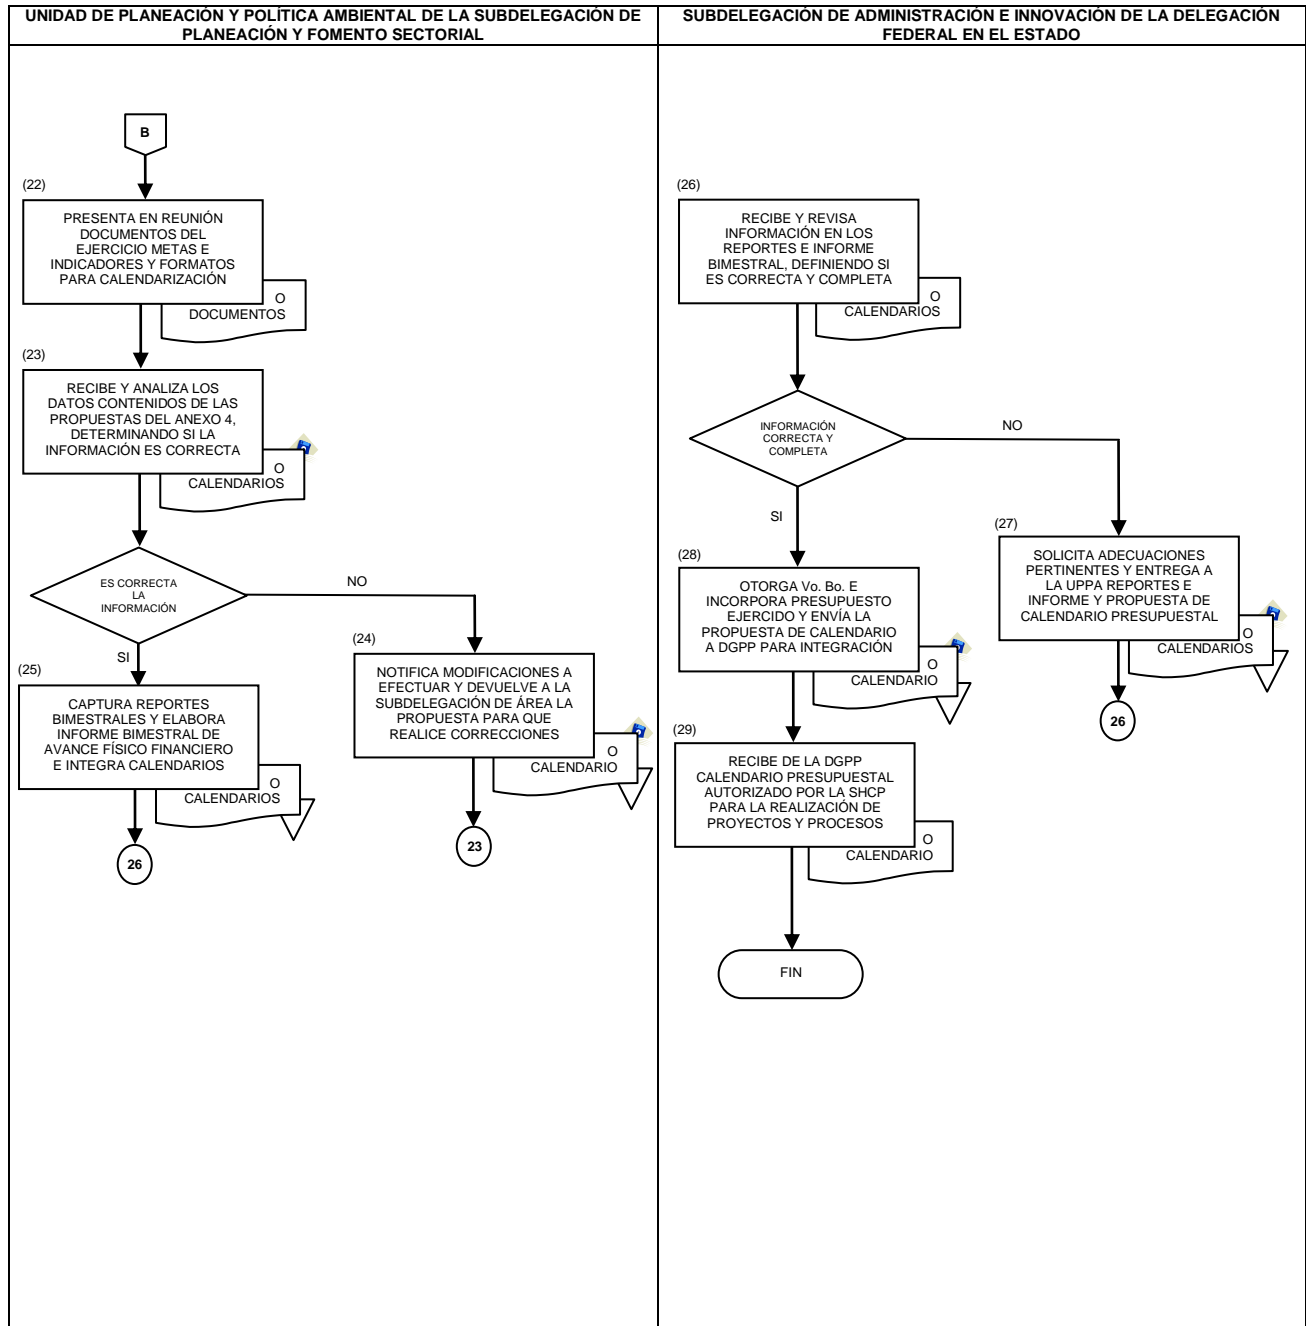 UNIDAD DE PLANEACIÓN Y POLÍTICA AMBIENTAL DE LA SUBDELEGACIÓN DE
PLANEACIÓN Y FOMENTO SECTORIAL
SUBDELEGACIÓN DE ADMINISTRACIÓN E INNOVACIÓN DE LA DELEGACIÓN
FEDERAL EN EL ESTADO
B
(22)
PRESENTA EN REUNIÓN
DOCUMENTOS DEL
EJERCICIO METAS E
INDICADORES Y FORMATOS
PARA CALENDARIZACIÓN
O
DOCUMENTOS
(23)
RECIBE Y ANALIZA LOS
DATOS CONTENIDOS DE LAS
PROPUESTAS DEL ANEXO 4,
DETERMINANDO SI LA
INFORMACIÓN ES CORRECTA
O
CALENDARIOS
ES CORRECTA
LA
INFORMACIÓN
NO
SI
(24)
NOTIFICA MODIFICACIONES A
EFECTUAR Y DEVUELVE A LA
SUBDELEGACIÓN DE ÁREA LA
PROPUESTA PARA QUE
REALICE CORRECCIONES
O
CALENDARIO
23
(25)
CAPTURA REPORTES
BIMESTRALES Y ELABORA
INFORME BIMESTRAL DE
AVANCE FÍSICO FINANCIERO
E INTEGRA CALENDARIOS
O
CALENDARIOS
26
(26)
RECIBE Y REVISA
INFORMACIÓN EN LOS
REPORTES E INFORME
BIMESTRAL, DEFINIENDO SI
ES CORRECTA Y COMPLETA
O
CALENDARIOS
INFORMACIÓN
CORRECTA Y
COMPLETA
NO
SI
(27)
SOLICITA ADECUACIONES
PERTINENTES Y ENTREGA A
LA UPPA REPORTES E
INFORME Y PROPUESTA DE
CALENDARIO PRESUPUESTAL
O
CALENDARIOS
26
(28)
OTORGA Vo. Bo. E
INCORPORA PRESUPUESTO
EJERCIDO Y ENVÍA LA
PROPUESTA DE CALENDARIO
A DGPP PARA INTEGRACIÓN
O
CALENDARIO
(29)
RECIBE DE LA DGPP
CALENDARIO PRESUPUESTAL
AUTORIZADO POR LA SHCP
PARA LA REALIZACIÓN DE
PROYECTOS Y PROCESOS
O
CALENDARIO
FIN